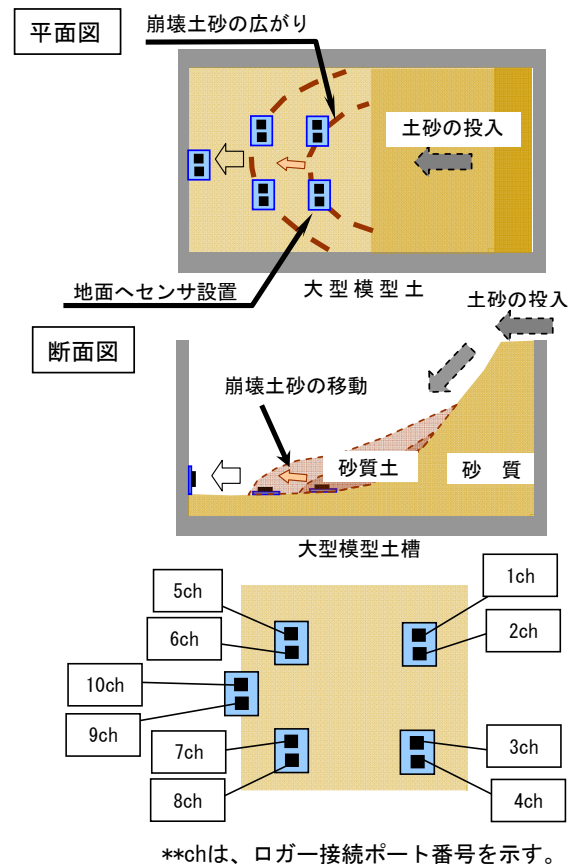 平面図
崩壊土砂の広がり
土砂の投入
地面へセンサ設置
大型模型土
土砂の投入
断面図
崩壊土砂の移動
砂質土
砂 質
大型模型土槽
5ch
6ch
10ch
9ch
7ch
8ch
1ch
2ch
3ch
4ch
**chは、ロガー接続ポート番号を示す。